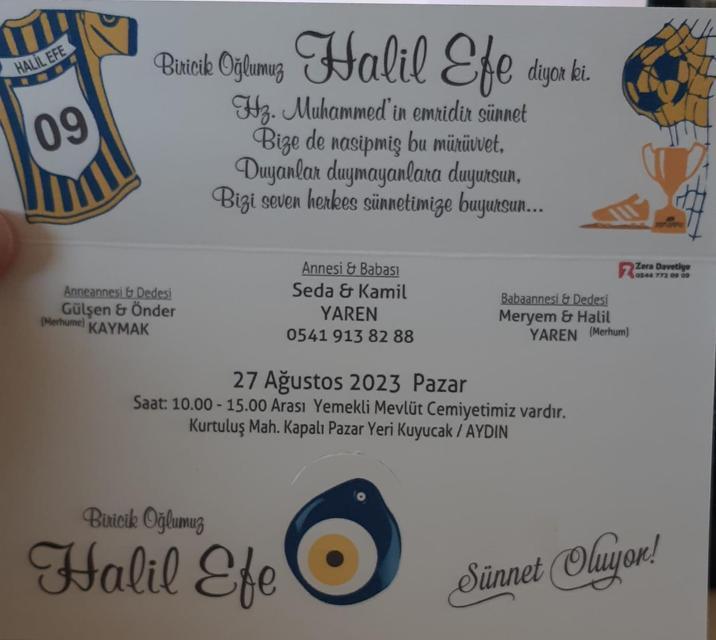 HALİL EFE
09
Biricik Oğlumuz Halil Efe diyor ki.
Hz. Muhammed'in emridir sünnet
Bize de nasipmiş bu mürüvvet,
Duyanlar duymayanlara duyursun,
Bizi seven herkes sünnetimize buyursun...
Zera Davetiye
0544 772 09 09
Anneannesi & Dedesi
Gülşen & Önder
(Merhume) KAYMAK
Annesi & Babası
Seda & Kamil
YAREN
0541 913 82 88
Babaannesi & Dedesi
Meryem & Halil
YAREN (Merhum)
27 Ağustos 2023 Pazar
Saat: 10.00 - 15.00 Arası Yemekli Mevlüt Cemiyetimiz vardır.
Kurtuluş Mah. Kapalı Pazar Yeri Kuyucak / AYDIN
Biricik Oğlumuz
Halil Efe
Sünnet Oluyor!